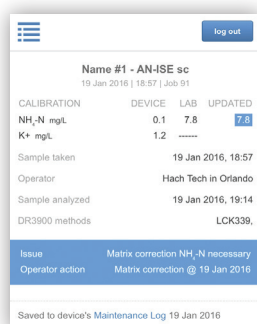 log out
Name #1 - AN-ISE sc
19 Jan 2016 | 18:57 | Job 91
CALIBRATION DEVICE LAB UPDATED
NH₄-N mg/L 0.1 7.8 7.8
K+ mg/L 1.2 ------
Sample taken 19 Jan 2016, 18:57
Operator Hach Tech in Orlando
Sample analyzed 19 Jan 2016, 19:14
DR3900 methods LCK339,
Issue Matrix correction NH₄-N necessary
Operator action Matrix correction @ 19 Jan 2016
Saved to device's Maintenance Log 19 Jan 2016